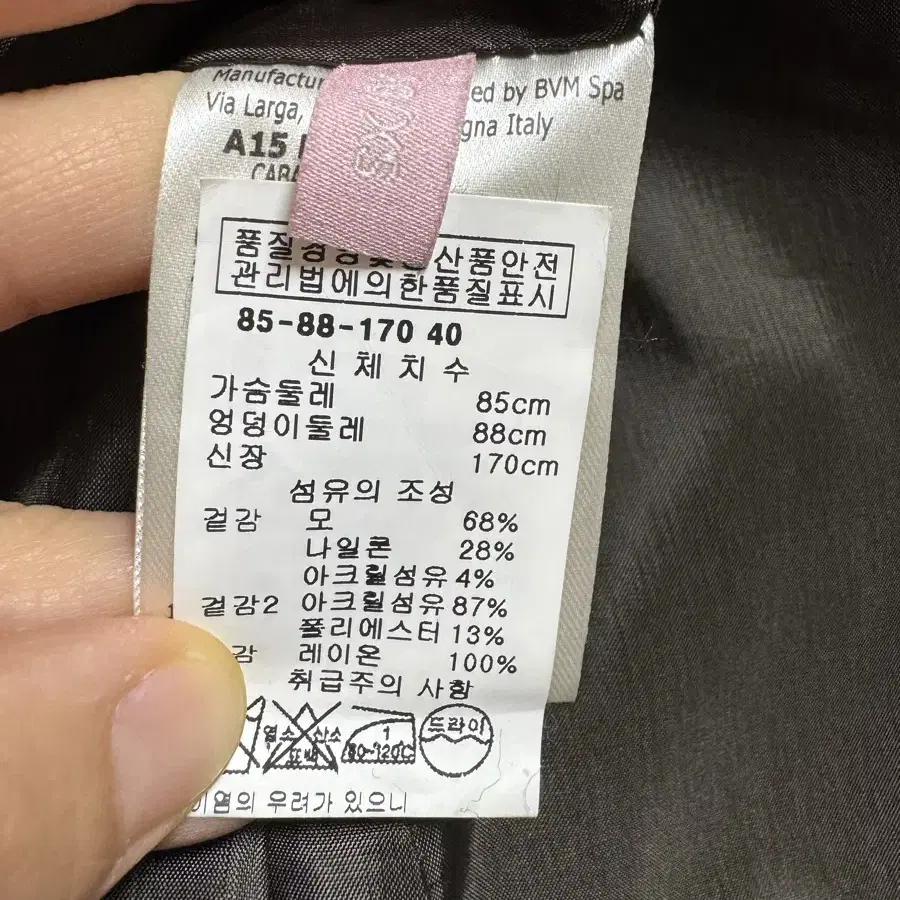 Manufactur ed by BVM Spa
Via Larga, gna Italy
A15
CABA
품질경영및 산품안전
관리법에의한품질표시
85-88-170 40
신체치수
가슴둘레 85cm
엉덩이둘레 88cm
신장 170cm
섬유의 조성
겉감 모 68%
나일론 28%
아크릴섬유 4%
겉감2 아크릴섬유 87%
폴리에스터 13%
감 레이온 100%
취급주의 사항
염소 산소 표백
1
80-120C
드라이
이염의 우려가 있으니